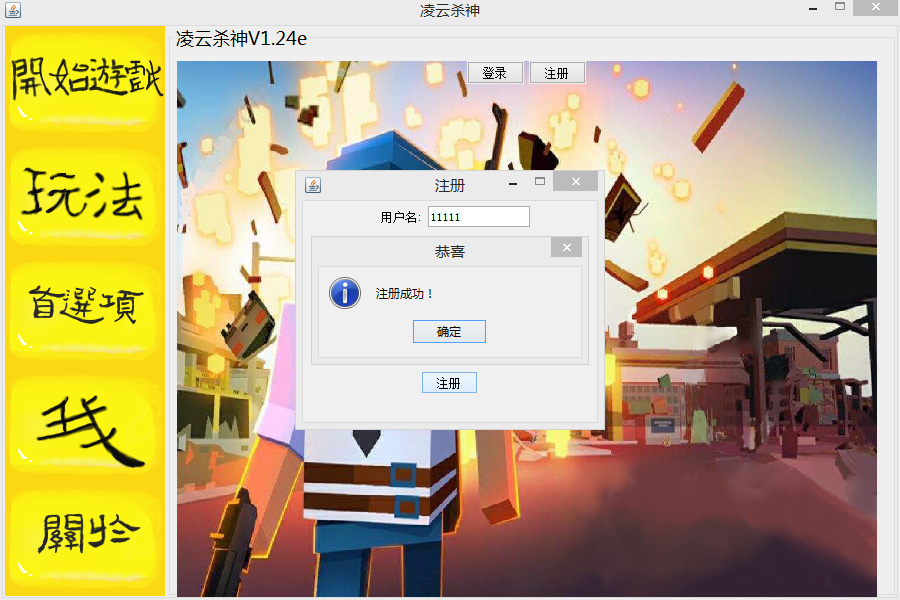 凌云杀神
開始遊戲
玩法
首選項
我
關於
凌云杀神V1.24e
登录
注册
注册
用户名:
11111
恭喜
注册成功！
确定
注册